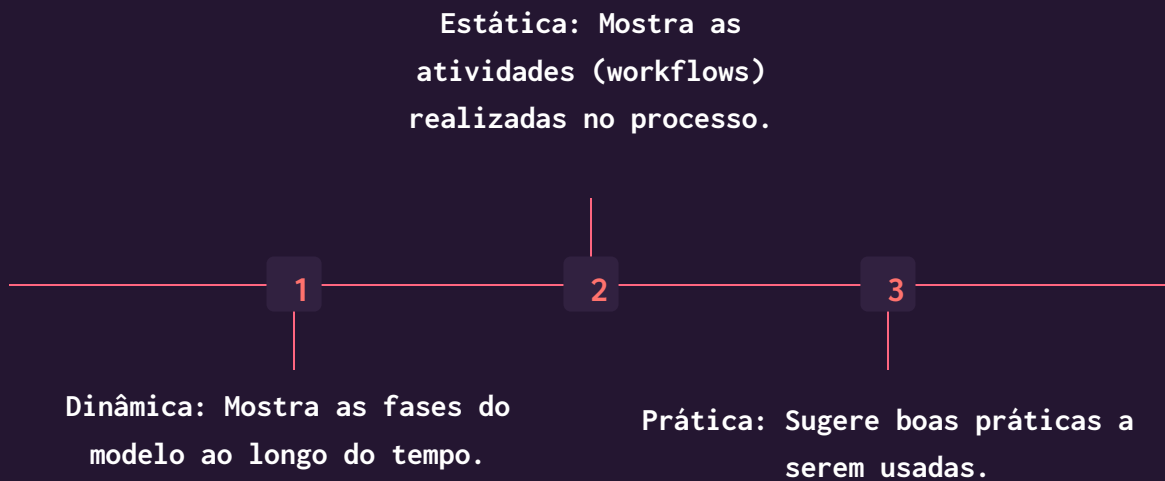 Estática: Mostra as
atividades (workflows)
realizadas no processo.
1
2
3
Dinâmica: Mostra as fases do
modelo ao longo do tempo.
Prática: Sugere boas práticas a
serem usadas.